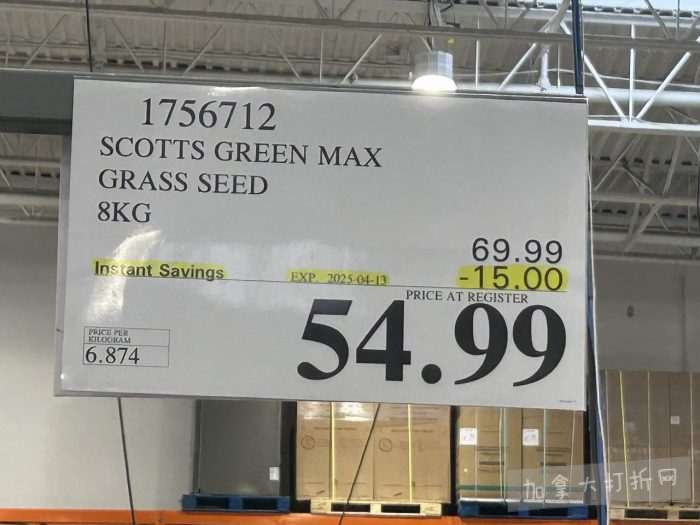 1756712
SCOTTS GREEN MAX
GRASS SEED
8KG
69.99
Instant Savings EXP. 2025-04-13 -15.00
PRICE AT REGISTER
54.99
PRICE PER
KILOGRAM
6.874
加拿大打折网